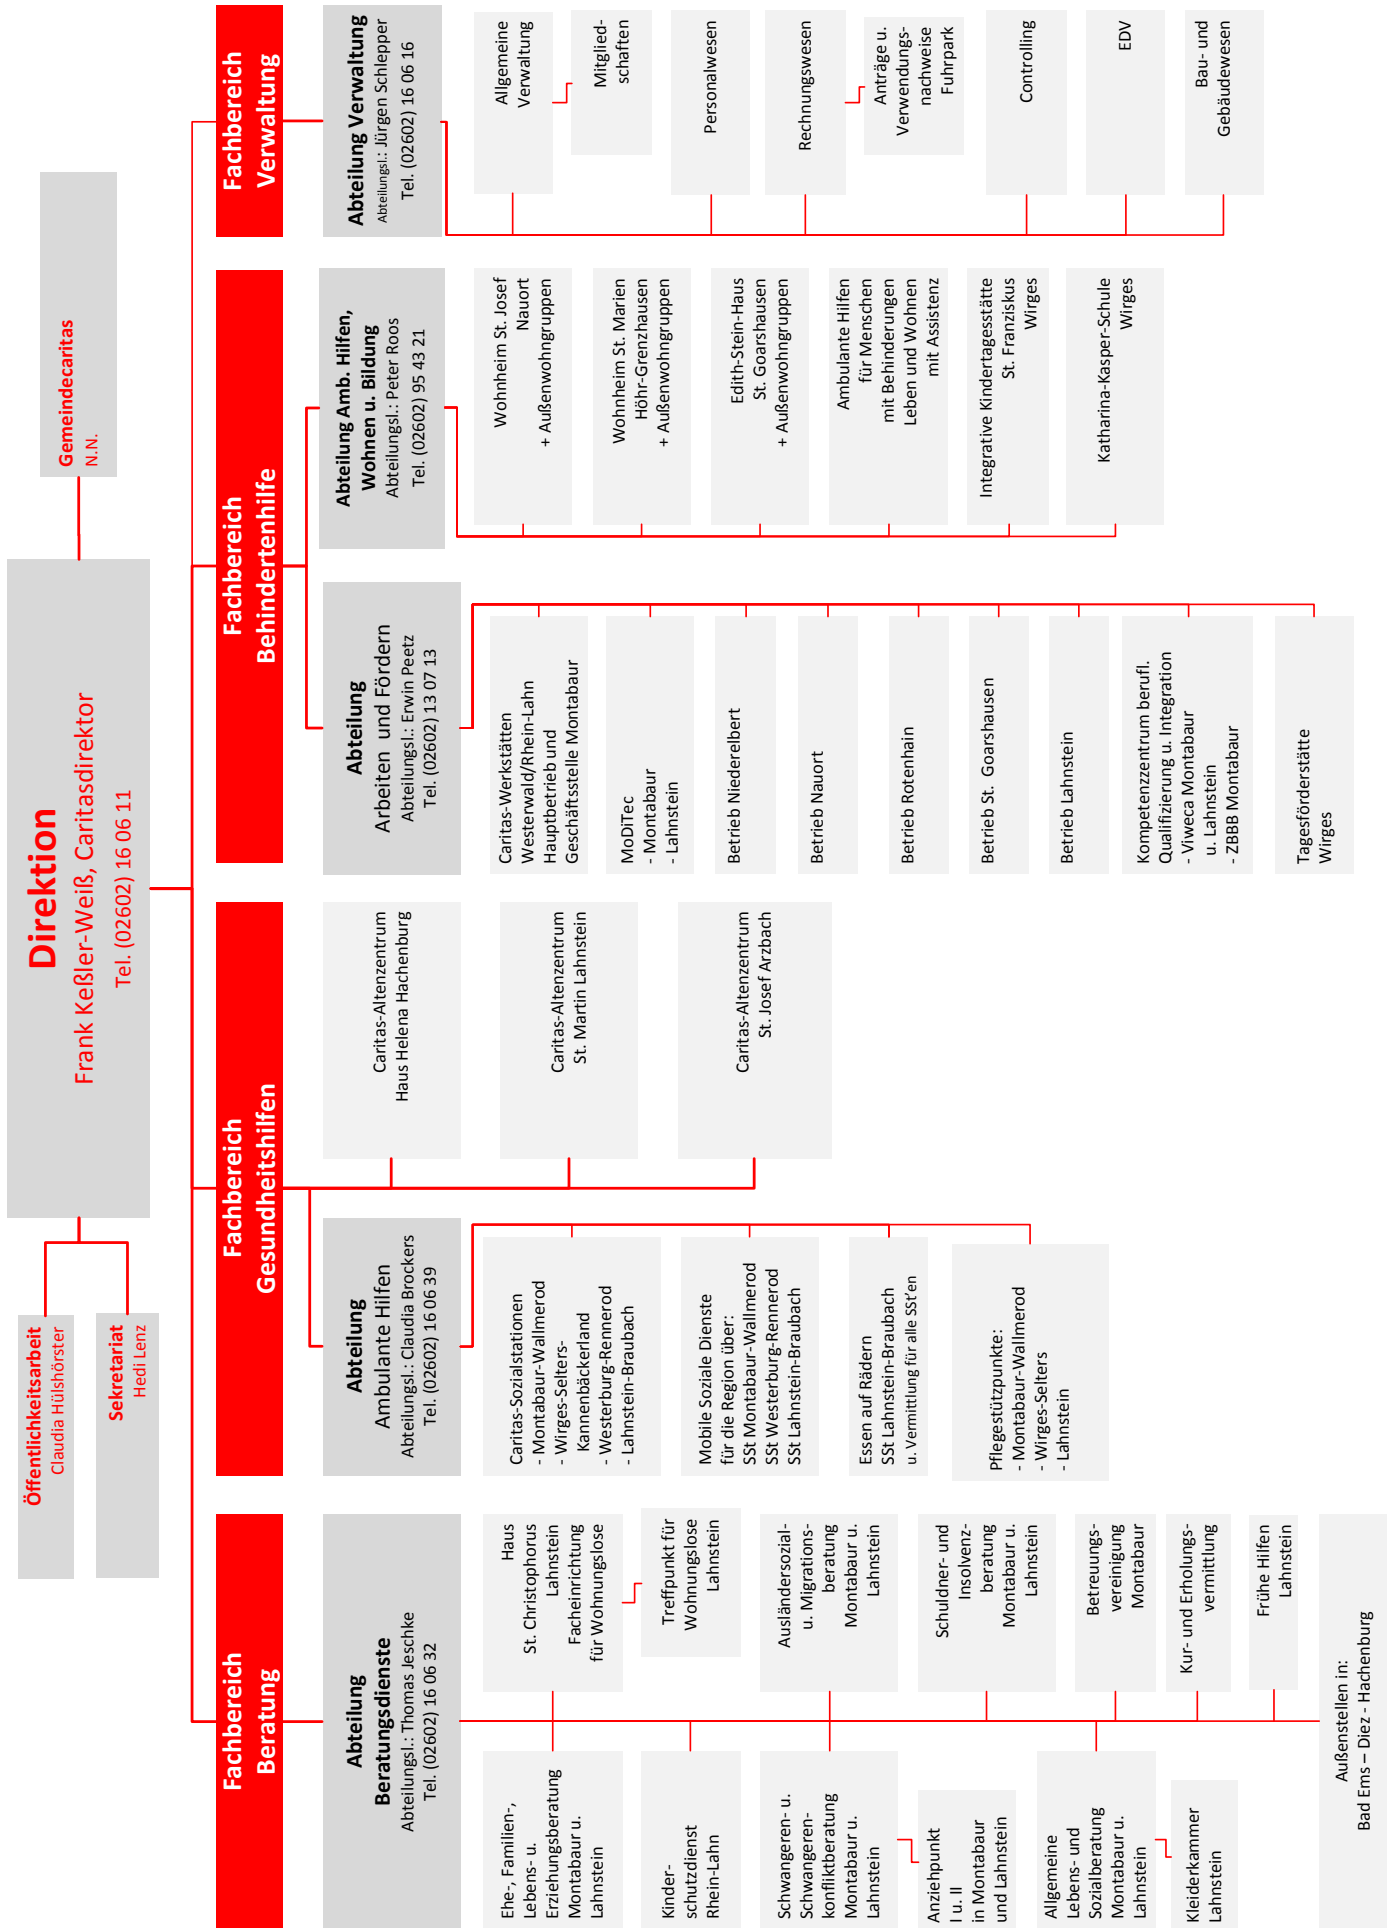 Direktion
Frank Keßler-Weiß, Caritasdirektor
Tel. (02602) 16 06 11
Öffentlichkeitsarbeit
Claudia Hülshörster
Sekretariat
Hedi Lenz
Gemeindecaritas
N.N.
Fachbereich
Beratung
Abteilung
Beratungsdienste
Abteilungsl.: Thomas Jeschke
Tel. (02602) 16 06 32
Ehe-, Familien-,
Lebens- u.
Erziehungsberatung
Montabaur u.
Lahnstein
Kinder-
schutzdienst
Rhein-Lahn
Schwangeren- u.
Schwangeren-
konfliktberatung
Montabaur u.
Lahnstein
Anziehpunkt
I u. II
in Montabaur
und Lahnstein
Allgemeine
Lebens- und
Sozialberatung
Montabaur u.
Lahnstein
Kleiderkammer
Lahnstein
Haus
St. Christophorus
Lahnstein
Facheinrichtung
für Wohnungslose
Treffpunkt für
Wohnungslose
Lahnstein
Ausländersozial-
u. Migrations-
beratung
Montabaur u.
Lahnstein
Schuldner- und
Insolvenz-
beratung
Montabaur u.
Lahnstein
Betreuungs-
vereinigung
Montabaur
Kur- und Erholungs-
vermittlung
Frühe Hilfen
Lahnstein
Außenstellen in:
Bad Ems – Diez - Hachenburg
Fachbereich
Gesundheitshilfen
Abteilung
Ambulante Hilfen
Abteilungsl.: Claudia Brockers
Tel. (02602) 16 06 39
Caritas-Sozialstationen
- Montabaur-Wallmerod
- Wirges-Selters-
Kannenbäckerland
- Westerburg-Rennerod
- Lahnstein-Braubach
Mobile Soziale Dienste
für die Region über:
SSt Montabaur-Wallmerod
SSt Westerburg-Rennerod
SSt Lahnstein-Braubach
Essen auf Rädern
SSt Lahnstein-Braubach
u. Vermittlung für alle SSt'en
Pflegestützpunkte:
- Montabaur-Wallmerod
- Wirges-Selters
- Lahnstein
Caritas-Altenzentrum
Haus Helena Hachenburg
Caritas-Altenzentrum
St. Martin Lahnstein
Caritas-Altenzentrum
St. Josef Arzbach
Fachbereich
Behindertenhilfe
Abteilung
Arbeiten und Fördern
Abteilungsl.: Erwin Peetz
Tel. (02602) 13 07 13
Caritas-Werkstätten
Westerwald/Rhein-Lahn
Hauptbetrieb und
Geschäftsstelle Montabaur
MoDiTec
- Montabaur
- Lahnstein
Betrieb Niederelbert
Betrieb Nauort
Betrieb Rotenhain
Betrieb St. Goarshausen
Betrieb Lahnstein
Kompetenzzentrum berufl.
Qualifizierung u. Integration
- Viweca Montabaur
u. Lahnstein
- ZBBB Montabaur
Tagesförderstätte
Wirges
Abteilung Amb. Hilfen,
Wohnen u. Bildung
Abteilungsl.: Peter Roos
Tel. (02602) 95 43 21
Wohnheim St. Josef
Nauort
+ Außenwohngruppen
Wohnheim St. Marien
Höhr-Grenzhausen
+ Außenwohngruppen
Edith-Stein-Haus
St. Goarshausen
+ Außenwohngruppen
Ambulante Hilfen
für Menschen
mit Behinderungen
Leben und Wohnen
mit Assistenz
Integrative Kindertagesstätte
St. Franziskus
Wirges
Katharina-Kasper-Schule
Wirges
Fachbereich
Verwaltung
Abteilung Verwaltung
Abteilungsl.: Jürgen Schlepper
Tel. (02602) 16 06 16
Allgemeine
Verwaltung
Mitglied-
schaften
Personalwesen
Rechnungswesen
Anträge u.
Verwendungs-
nachweise
Fuhrpark
Controlling
EDV
Bau- und
Gebäudewesen